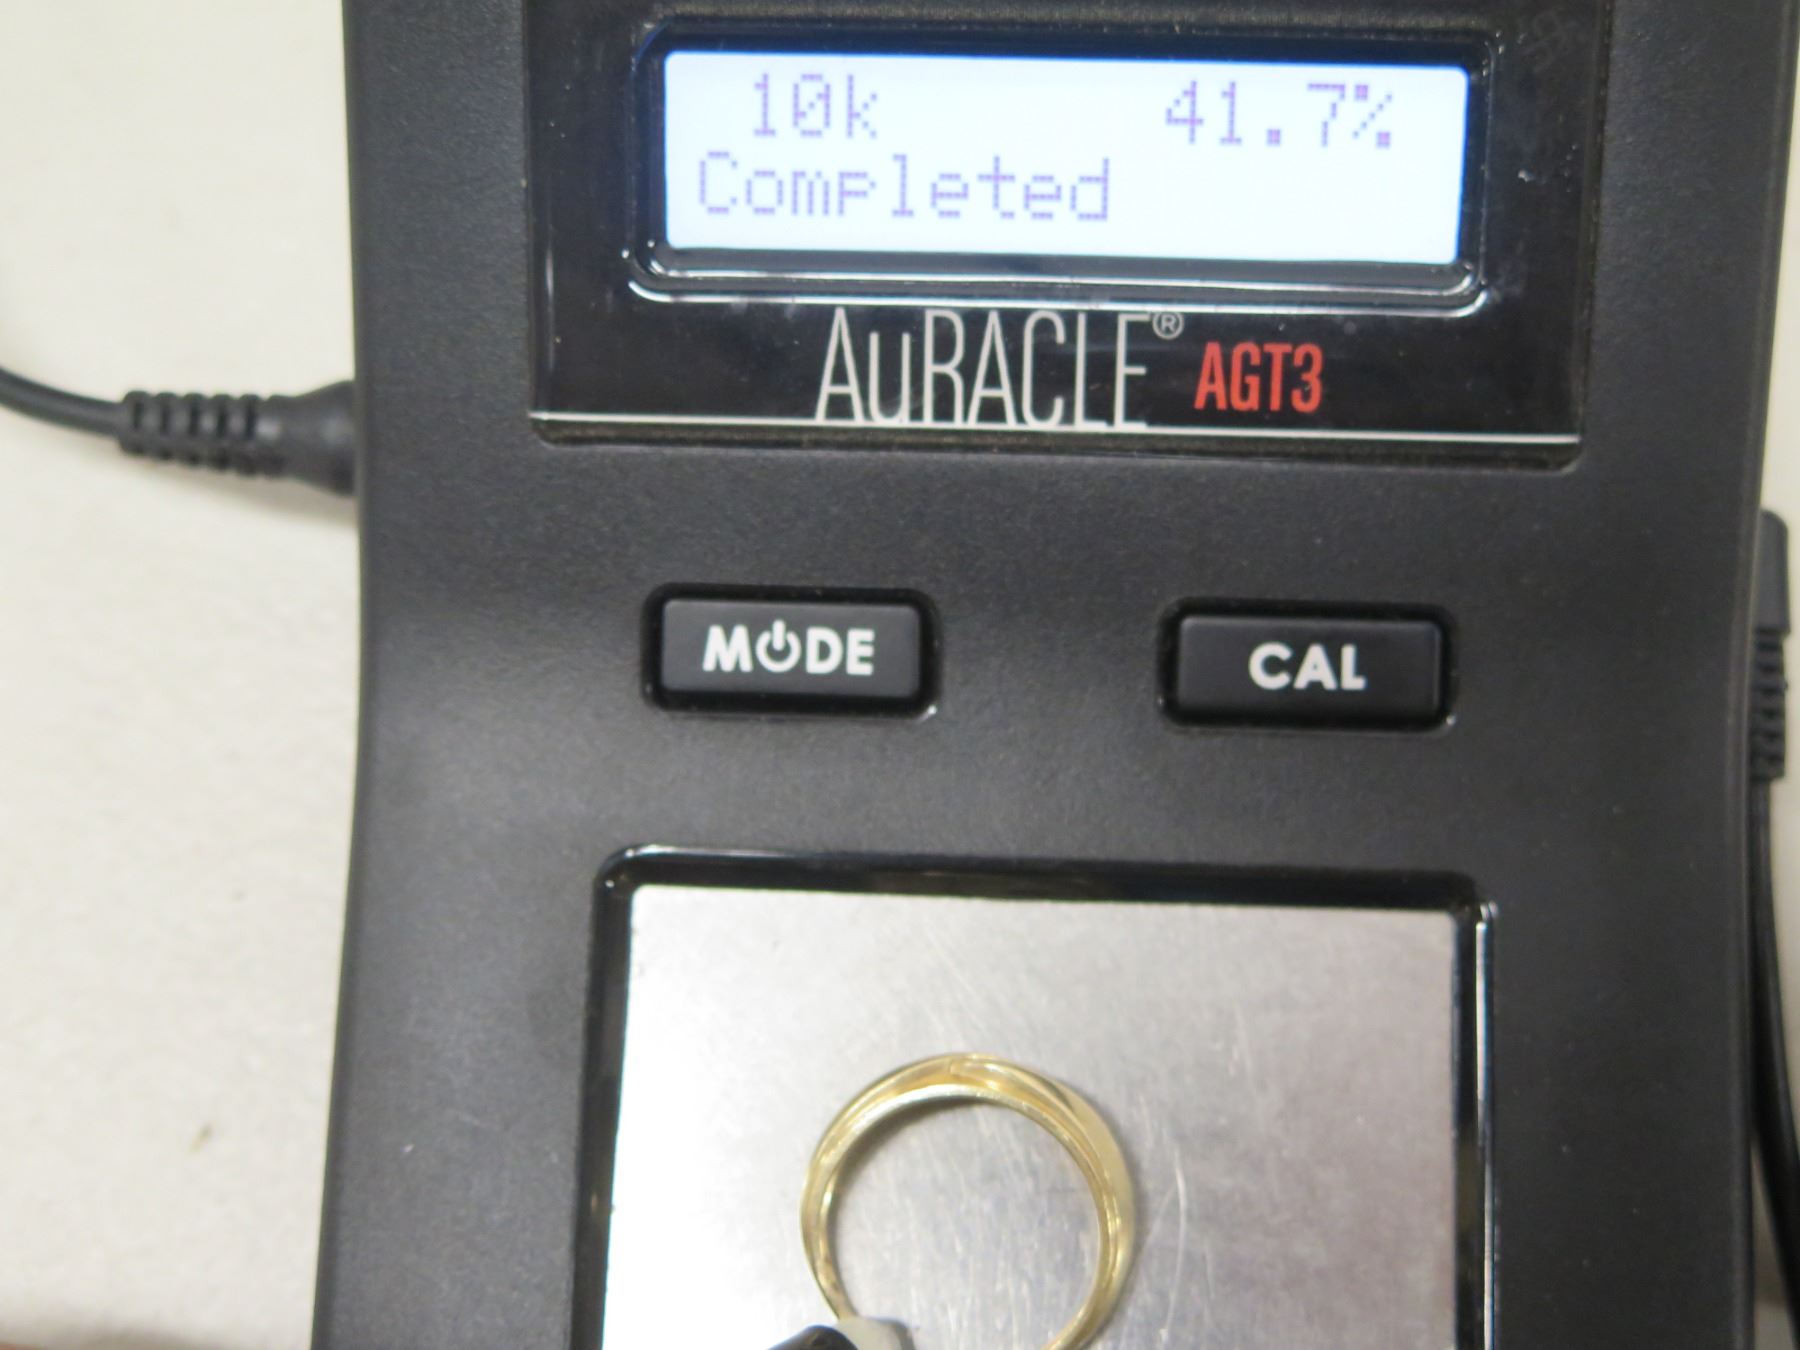 10k 41.7%
Completed
AuRACLE® AGT3
MODE
CAL